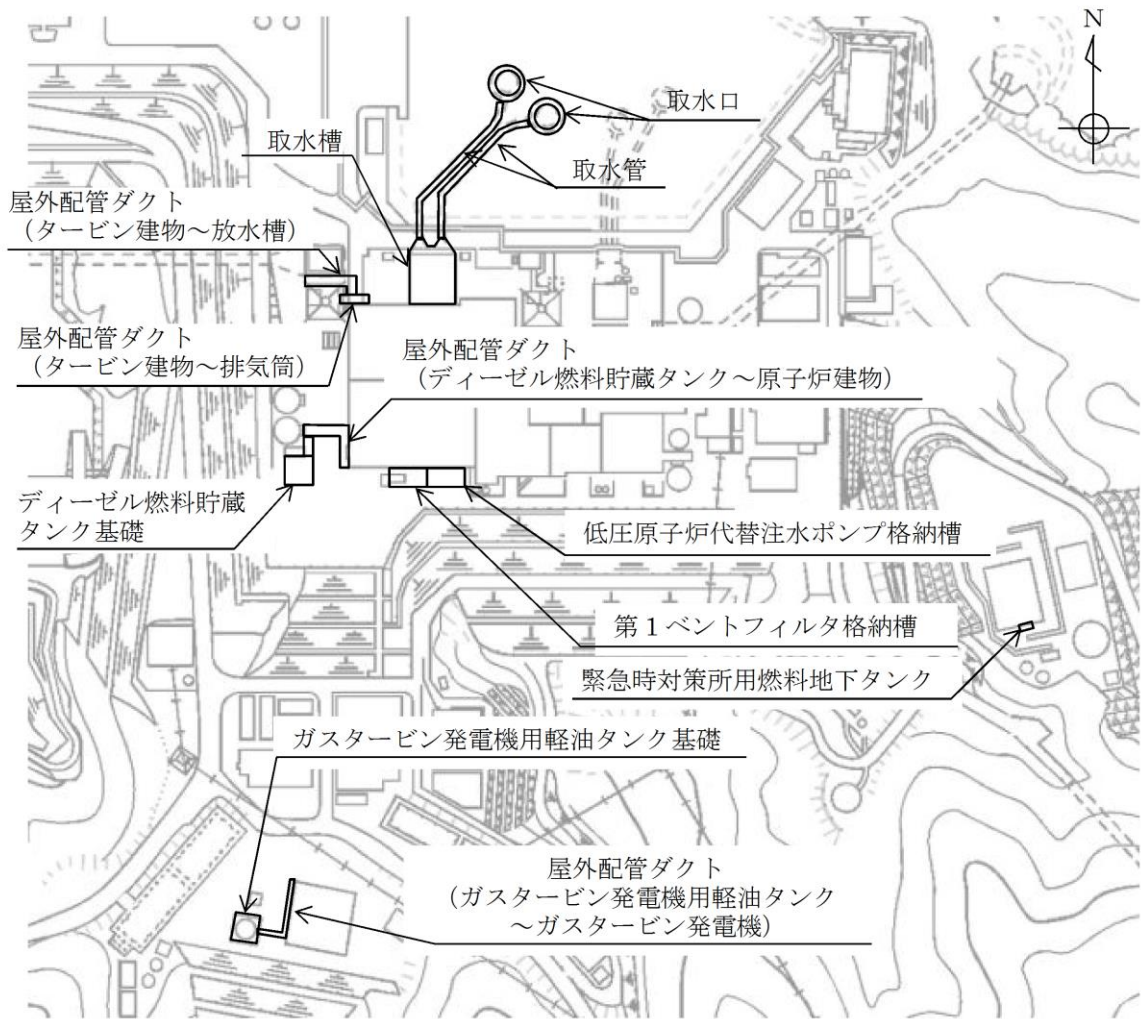 N
取水口
取水槽
取水管
屋外配管ダクト
（タービン建物～放水槽）
屋外配管ダクト
（タービン建物～排気筒）
屋外配管ダクト
（ディーゼル燃料貯蔵タンク～原子炉建物）
ディーゼル燃料貯蔵
タンク基礎
低圧原子炉代替注水ポンプ格納槽
第１ベントフィルタ格納槽
緊急時対策所用燃料地下タンク
ガスタービン発電機用軽油タンク基礎
屋外配管ダクト
（ガスタービン発電機用軽油タンク
～ガスタービン発電機）